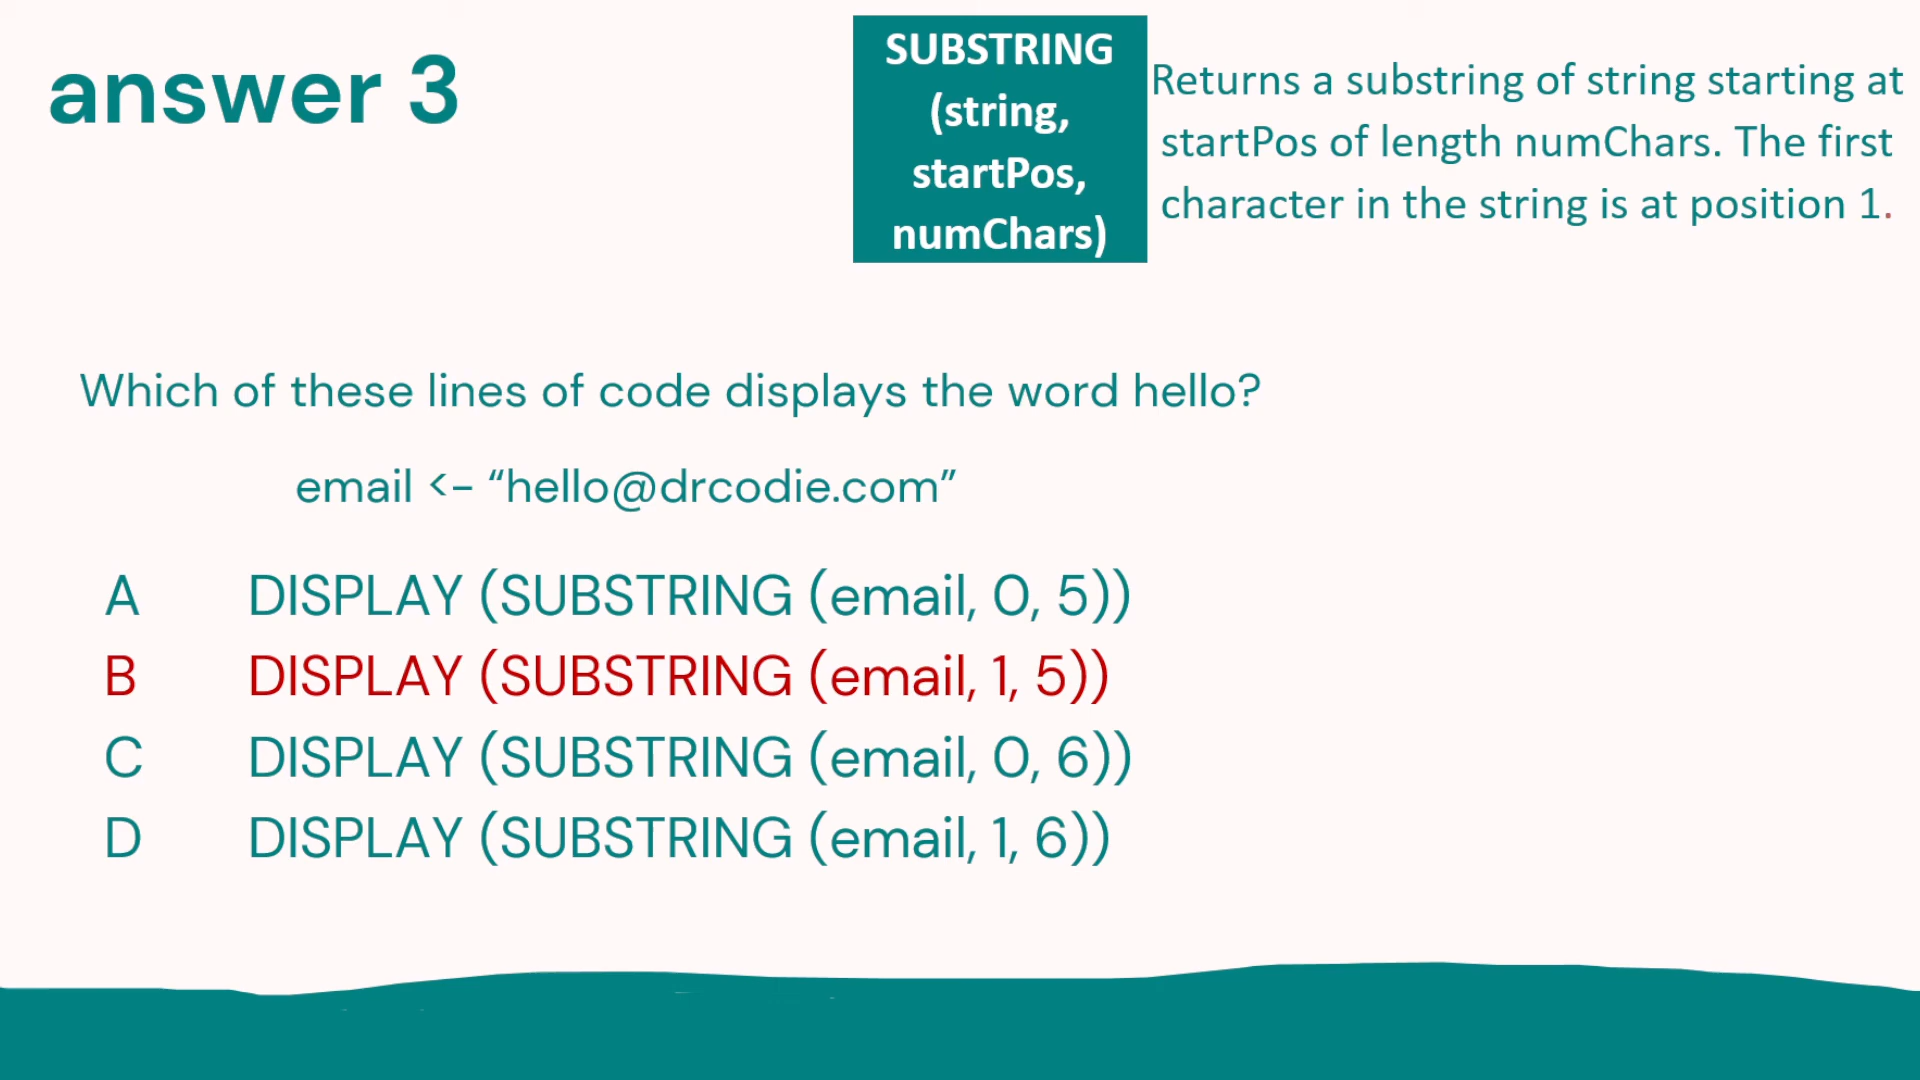 answer 3
SUBSTRING
(string,
startPos,
numChars)
Returns a substring of string starting at
startPos of length numChars. The first
character in the string is at position 1.
Which of these lines of code displays the word hello?
email <- “hello@drcodie.com”
A DISPLAY (SUBSTRING (email, 0, 5))
B DISPLAY (SUBSTRING (email, 1, 5))
C DISPLAY (SUBSTRING (email, 0, 6))
D DISPLAY (SUBSTRING (email, 1, 6))